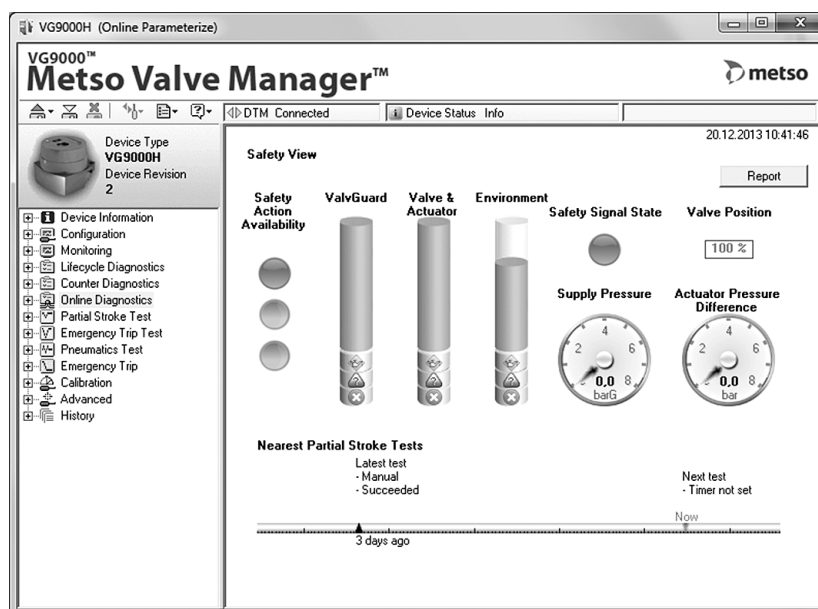 VG9000H (Online Parameterize)
VG9000™
Metso Valve Manager™
metso
DTM Connected
Device Status Info
Device Type
VG9000H
Device Revision
2
Device Information
Configuration
Monitoring
Lifecycle Diagnostics
Counter Diagnostics
Online Diagnostics
Partial Stroke Test
Emergency Trip Test
Pneumatics Test
Emergency Trip
Calibration
Advanced
History
20.12.2013 10:41:46
Safety View
Report
Safety
Action
Availability
ValvGuard
Valve &
Actuator
Environment
Safety Signal State
Valve Position
100 %
Supply Pressure
2 4 6 8
0,0
barG
Actuator Pressure
Difference
2 4 6 8
0,0
bar
Nearest Partial Stroke Tests
Latest test
- Manual
- Succeeded
Next test
- Timer not set
Now
3 days ago